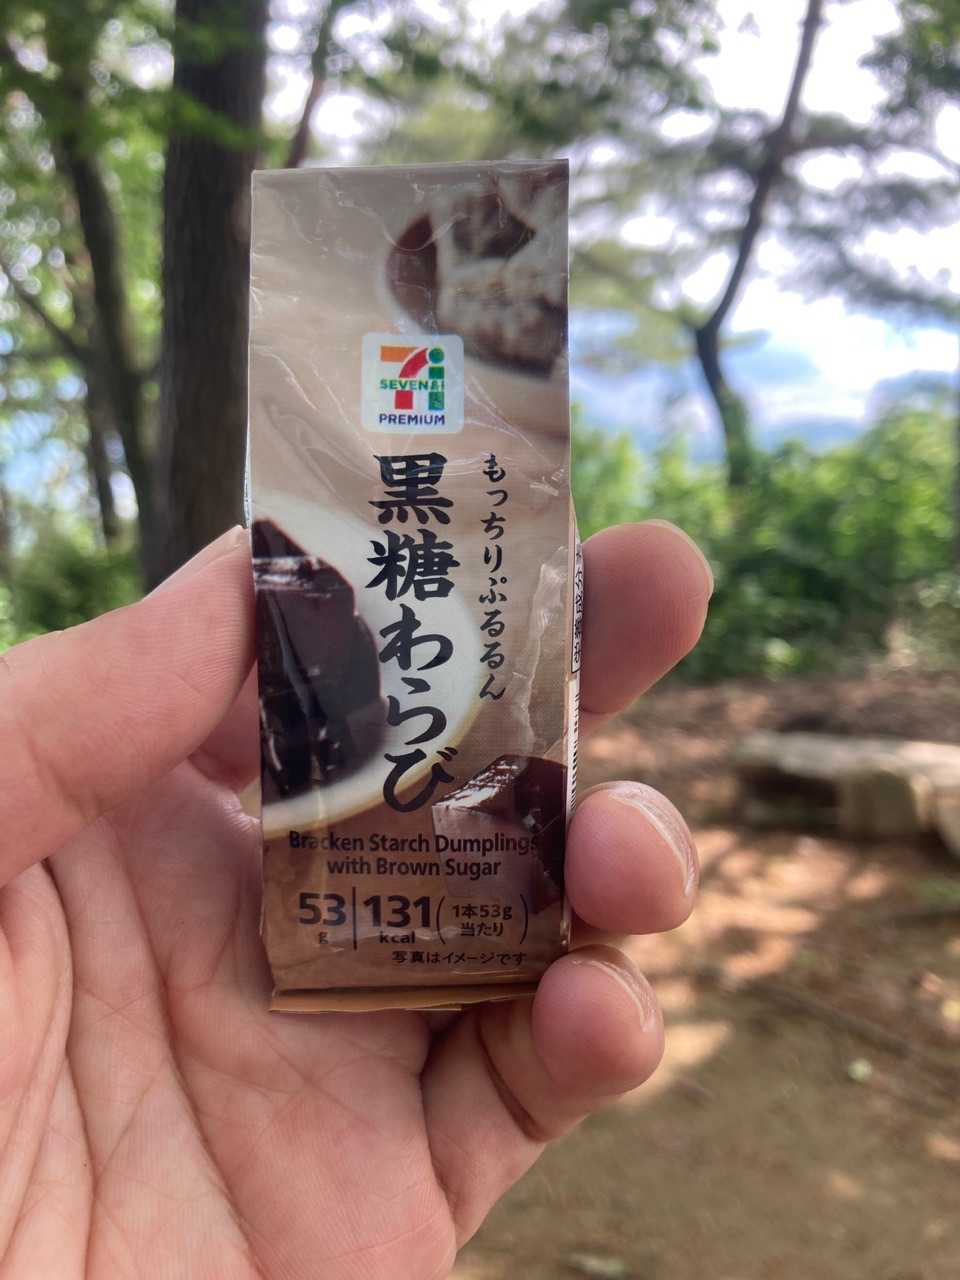 SEVEN&i
PREMIUM
もっちりぷるるん
黒糖わらび
Bracken Starch Dumplings
with Brown Sugar
53g
131kcal
(1本53g当たり)
写真はイメージです